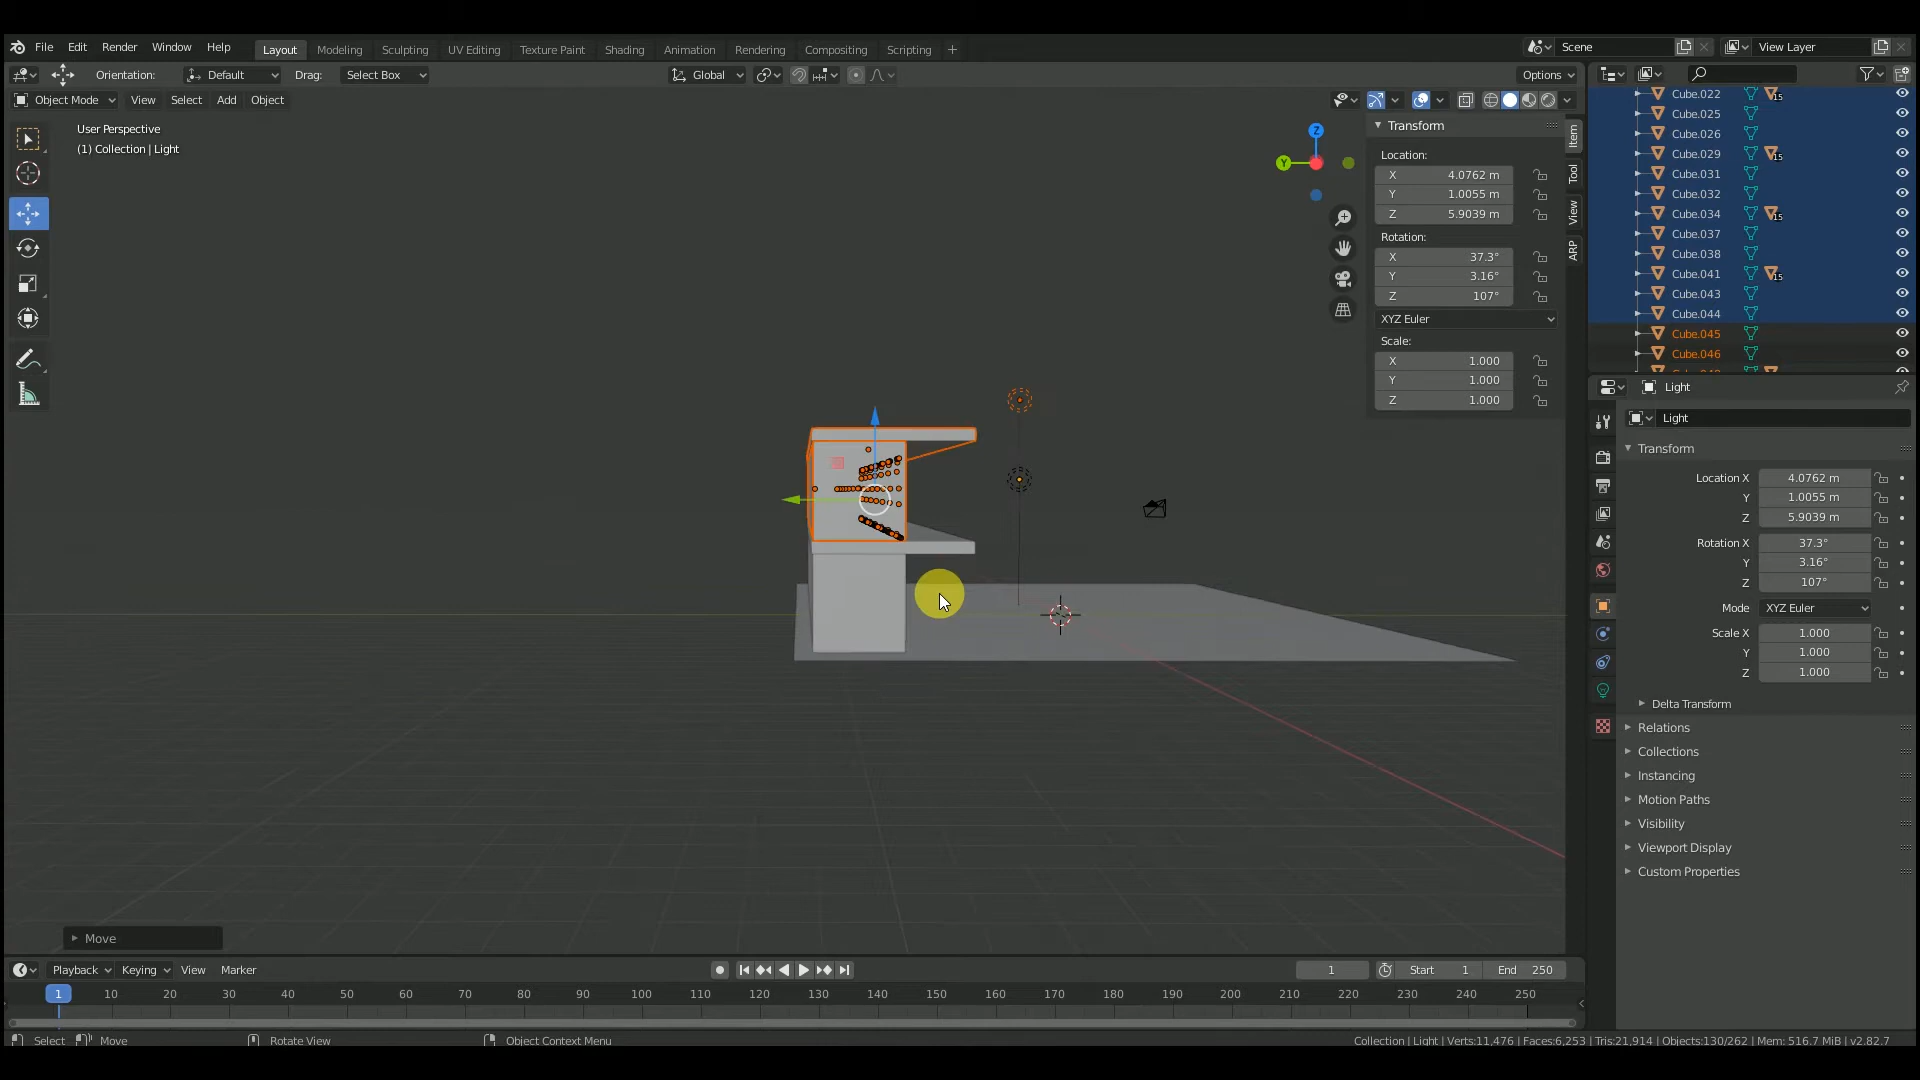 File Edit Render Window Help Layout Modeling Sculpting UV Editing Texture Paint Shading Animation Rendering Compositing Scripting + Scene View Layer
Orientation: Default Drag: Select Box Global Options
Object Mode View Select Add Object
User Perspective
(1) Collection | Light
Z
Y
Transform
Location:
X 4.0762 m
Y 1.0055 m
Z 5.9039 m
Rotation:
X 37.3°
Y 3.16°
Z 107°
XYZ Euler
Scale:
X 1.000
Y 1.000
Z 1.000
Item
Tool
View
ARP
Cube.022 15
Cube.025
Cube.026
Cube.029 15
Cube.031
Cube.032
Cube.034 15
Cube.037
Cube.038
Cube.041 15
Cube.043
Cube.044
Cube.045
Cube.046
Light
Light
Transform
Location X 4.0762 m
Y 1.0055 m
Z 5.9039 m
Rotation X 37.3°
Y 3.16°
Z 107°
Mode XYZ Euler
Scale X 1.000
Y 1.000
Z 1.000
Delta Transform
Relations
Collections
Instancing
Motion Paths
Visibility
Viewport Display
Custom Properties
Move
Playback Keying View Marker 1 Start 1 End 250
1 10 20 30 40 50 60 70 80 90 100 110 120 130 140 150 160 170 180 190 200 210 220 230 240 250
Select Move Rotate View Object Context Menu Collection | Light | Verts:11,476 | Faces:6,253 | Tris:21,914 | Objects:130/262 | Mem: 516.7 MiB | v2.82.7